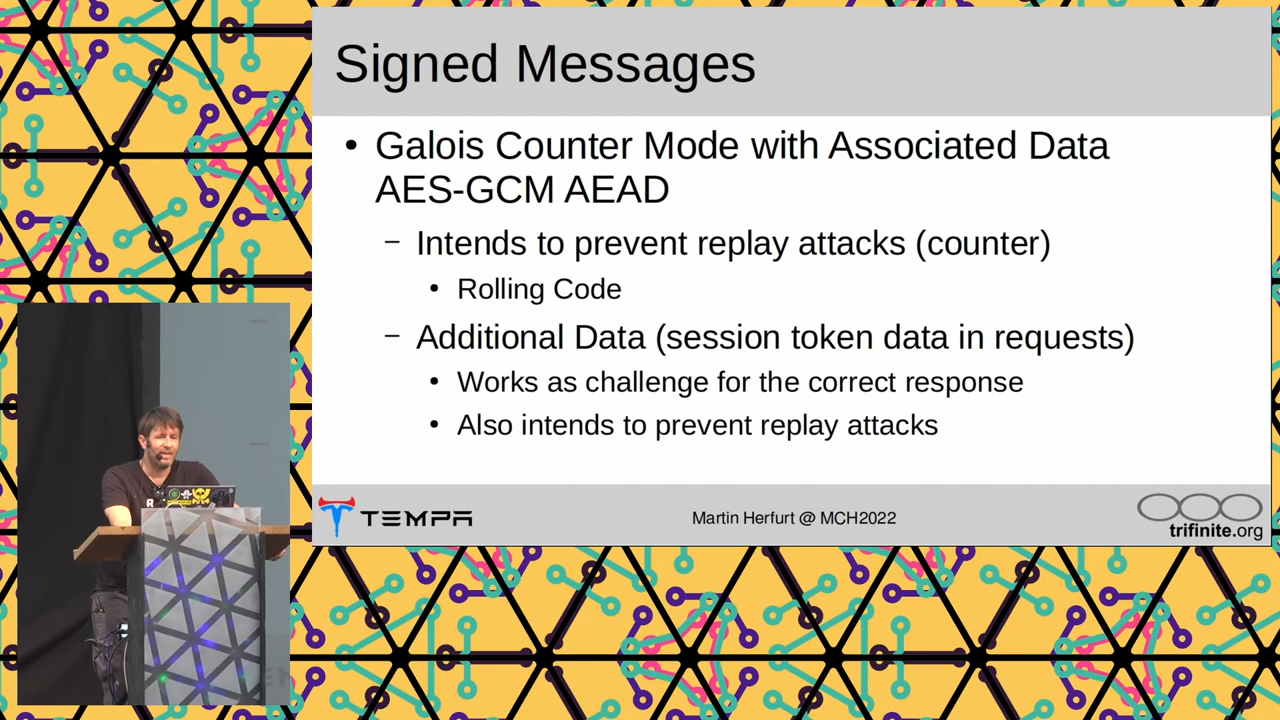 Signed Messages
• Galois Counter Mode with Associated Data
AES-GCM AEAD
– Intends to prevent replay attacks (counter)
• Rolling Code
– Additional Data (session token data in requests)
• Works as challenge for the correct response
• Also intends to prevent replay attacks
TEMPA
Martin Herfurt @ MCH2022
trifinite.org